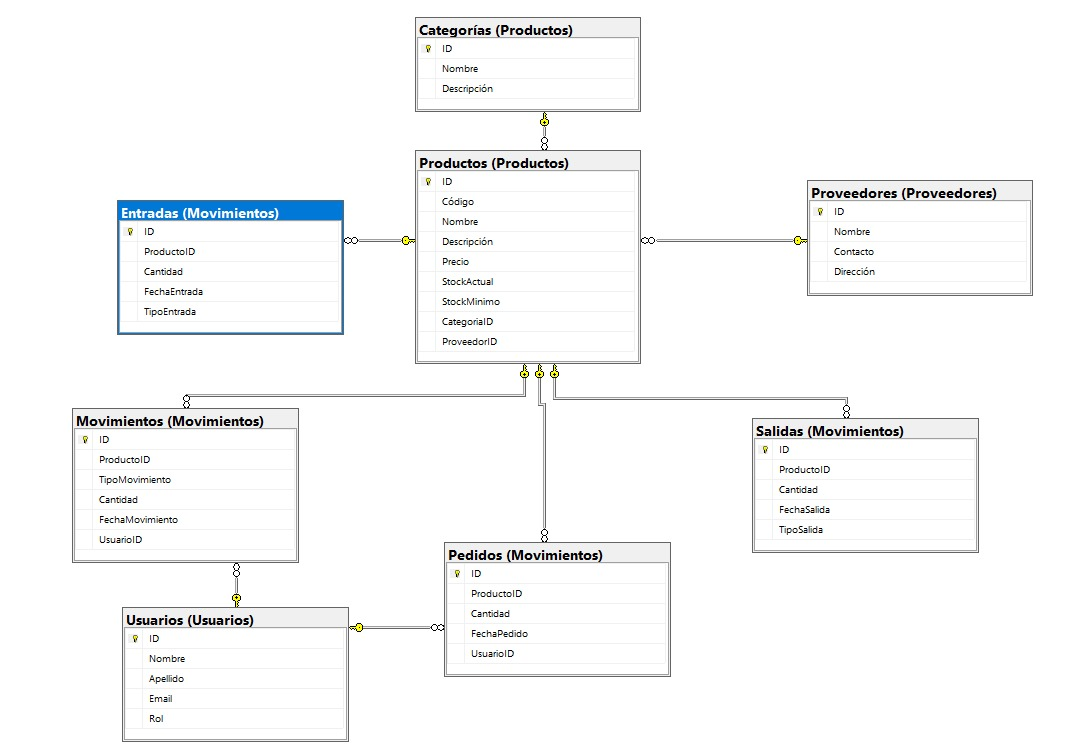 Categorías (Productos)
ID
Nombre
Descripción
Productos (Productos)
ID
Código
Nombre
Descripción
Precio
StockActual
StockMinimo
CategoriaID
ProveedorID
Proveedores (Proveedores)
ID
Nombre
Contacto
Dirección
Entradas (Movimientos)
ID
ProductoID
Cantidad
FechaEntrada
TipoEntrada
Movimientos (Movimientos)
ID
ProductoID
TipoMovimiento
Cantidad
FechaMovimiento
UsuarioID
Salidas (Movimientos)
ID
ProductoID
Cantidad
FechaSalida
TipoSalida
Pedidos (Movimientos)
ID
ProductoID
Cantidad
FechaPedido
UsuarioID
Usuarios (Usuarios)
ID
Nombre
Apellido
Email
Rol